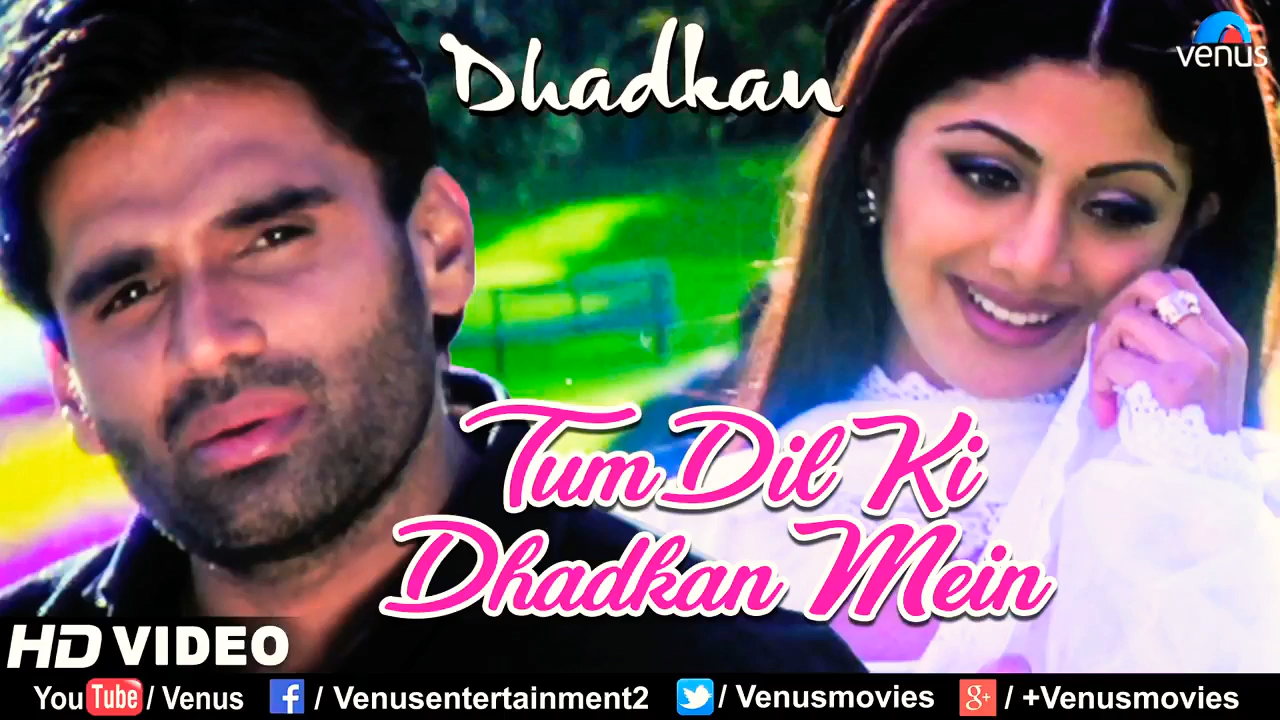 Dhadkan
venus
Tum Dil Ki
Dhadkan Mein
HD VIDEO
YouTube / Venus f / Venusentertainment2 / Venusmovies g+ / +Venusmovies